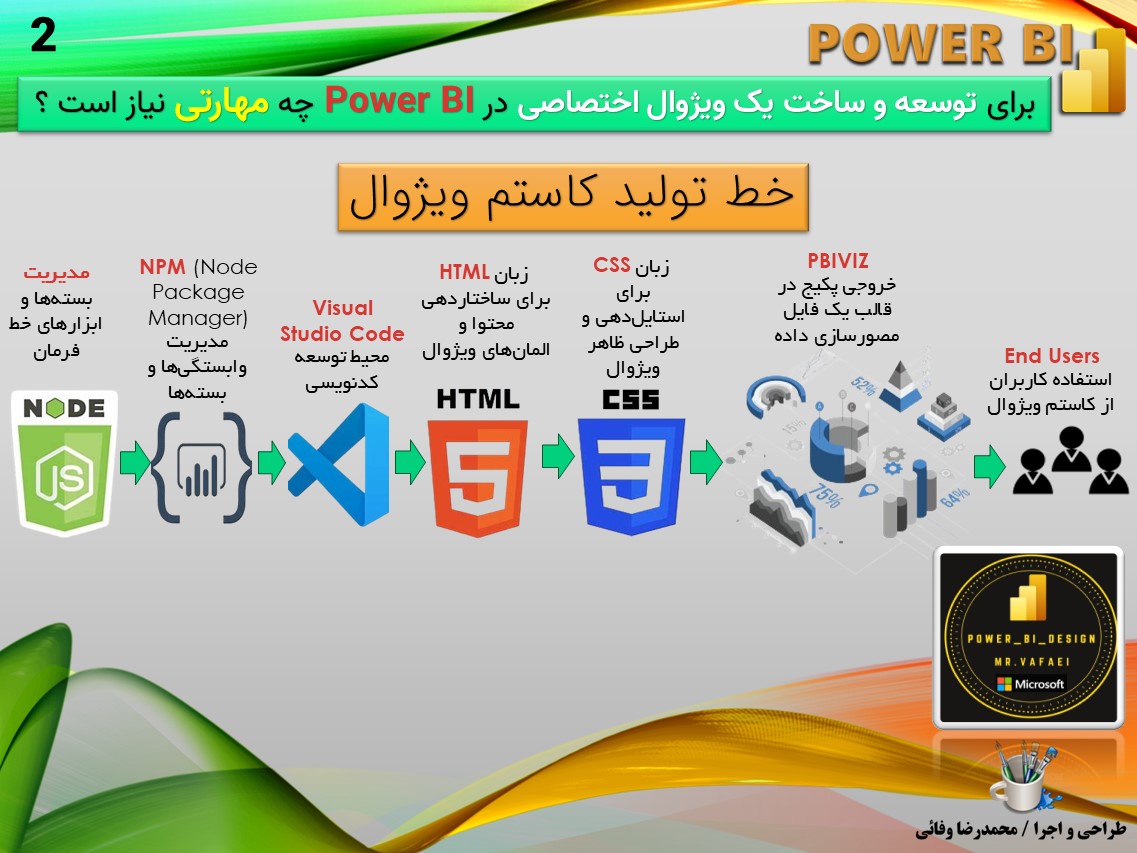 2
POWER BI
برای توسعه و ساخت یک ویژوال اختصاصی در Power BI چه مهارتی نیاز است ؟
خط تولید کاستم ویژوال
مدیریت
بسته‌ها و
ابزارهای خط
فرمان
NODE
JS
NPM (Node
Package
Manager)
مدیریت
وابستگی‌ها و
بسته‌ها
Visual
Studio Code
محیط توسعه
کدنویسی
زبان HTML
برای ساختاردهی
محتوا و
المان‌های ویژوال
HTML
5
زبان CSS
برای
استایل‌دهی و
طراحی ظاهر
ویژوال
CSS
3
PBIVIZ
خروجی پکیج در
قالب یک فایل
مصورسازی داده
52%
15%
75%
64%
End Users
استفاده کاربران
از کاستم ویژوال
POWER_BI_DESIGN
MR.VAFAEI
Microsoft
طراحی و اجرا / محمدرضا وفائی